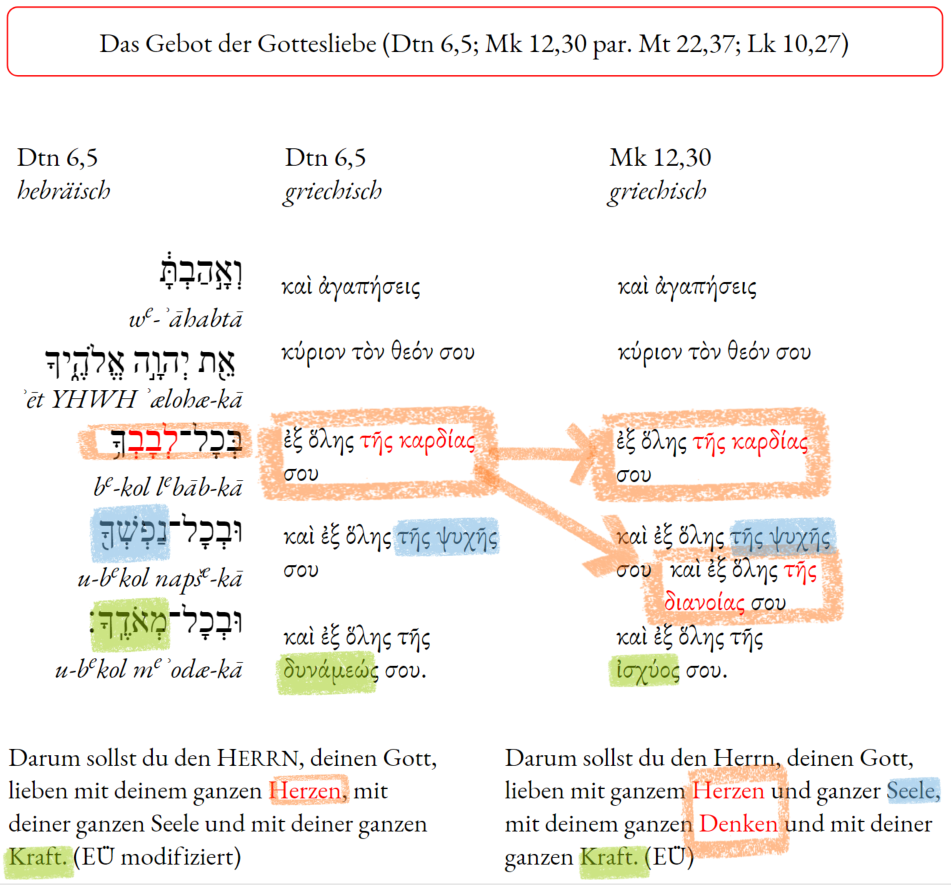 Das Gebot der Gottesliebe (Dtn 6,5; Mk 12,30 par. Mt 22,37; Lk 10,27)
Dtn 6,5
hebräisch
וְאָ֣הַבְתָּ֔
wᵉ-ʾāhabtā
אֵ֖ת יְהוָ֣ה אֱלֹהֶ֑יךָ
ʾēt YHWH ʾælohæ-kā
בְּכָל־לְבָבְךָ֥
bᵉ-kol lᵉbāb-kā
וּבְכָל־נַפְשְׁךָ֖
u-bᵉkol napšᵉ-kā
וּבְכָל־מְאֹדֶֽךָ׃
u-bᵉkol mᵉʾodæ-kā
Dtn 6,5
griechisch
καὶ ἀγαπήσεις
κύριον τὸν θεόν σου
ἐξ ὅλης τῆς καρδίας
σου
καὶ ἐξ ὅλης τῆς ψυχῆς
σου
καὶ ἐξ ὅλης τῆς
δυνάμεώς σου.
Mk 12,30
griechisch
καὶ ἀγαπήσεις
κύριον τὸν θεόν σου
ἐξ ὅλης τῆς καρδίας
σου
καὶ ἐξ ὅλης τῆς ψυχῆς
σου καὶ ἐξ ὅλης τῆς
διανοίας σου
καὶ ἐξ ὅλης τῆς
ἰσχύος σου.
Darum sollst du den HERRN, deinen Gott,
lieben mit deinem ganzen Herzen, mit
deiner ganzen Seele und mit deiner ganzen
Kraft. (EÜ modifiziert)
Darum sollst du den Herrn, deinen Gott,
lieben mit ganzem Herzen und ganzer Seele,
mit deinem ganzen Denken und mit deiner
ganzen Kraft. (EÜ)